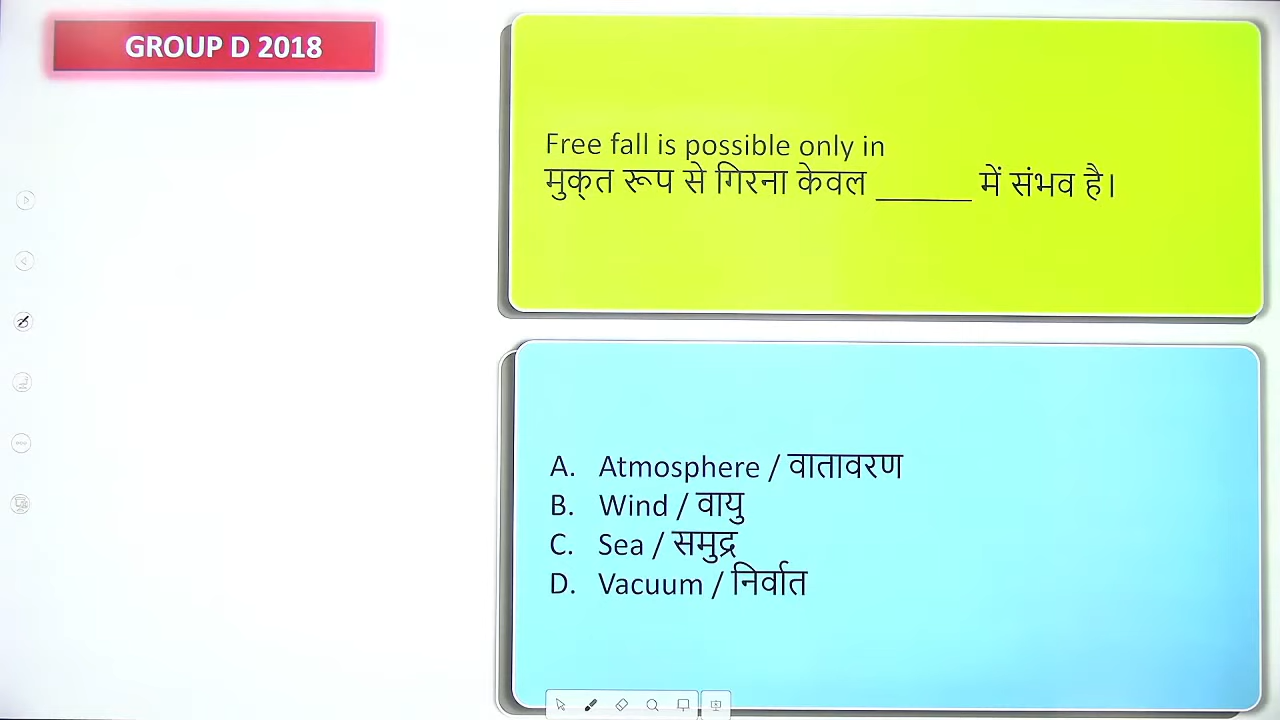 GROUP D 2018
Free fall is possible only in
मुक्त रूप से गिरना केवल ______ में संभव है।
A. Atmosphere / वातावरण
B. Wind / वायु
C. Sea / समुद्र
D. Vacuum / निर्वात